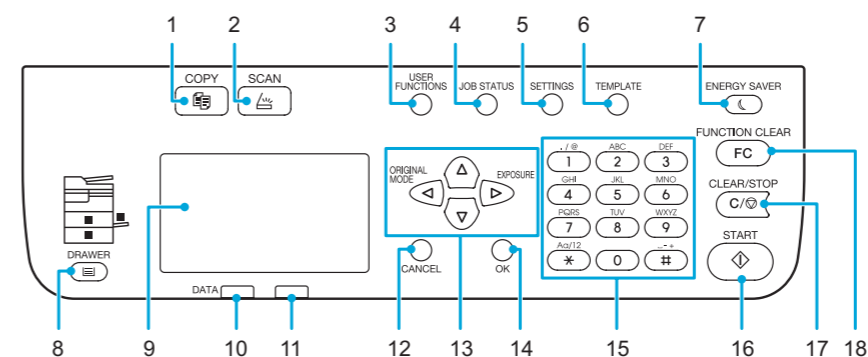 1 2 3 4 5 6 7
COPY SCAN USER FUNCTIONS JOB STATUS SETTINGS TEMPLATE ENERGY SAVER
FUNCTION CLEAR
FC
ORIGINAL MODE EXPOSURE
. / @ ABC DEF
1 2 3
GHI JKL MNO
4 5 6
PQRS TUV WXYZ
7 8 9
Aa/12 _ - +
* 0 #
CLEAR/STOP
C/
START
DRAWER
CANCEL OK
DATA
8 9 10 11 12 13 14 15 16 17 18